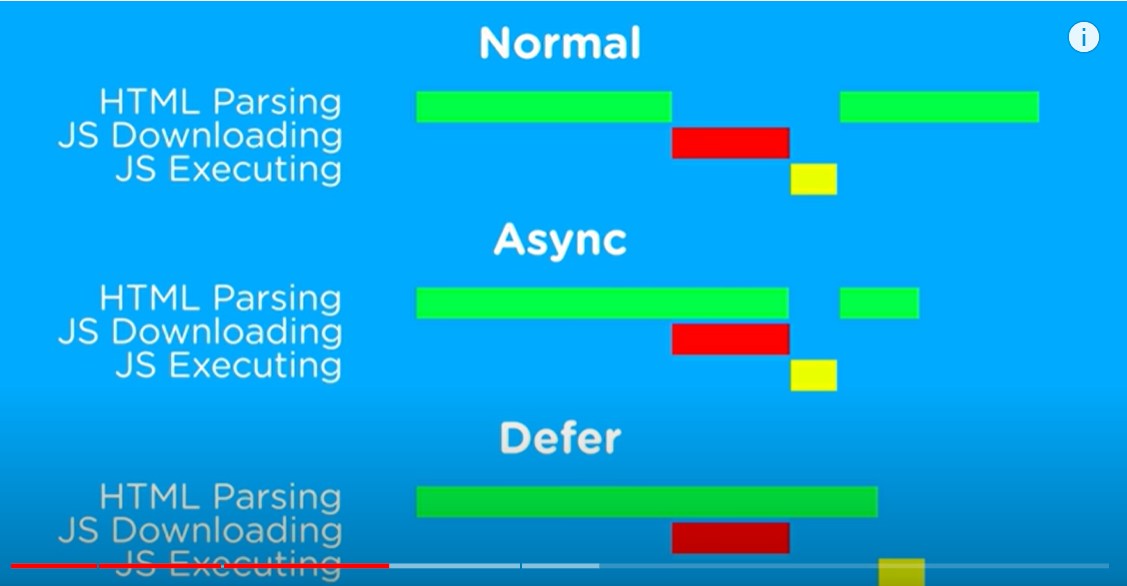 Normal
HTML Parsing
JS Downloading
JS Executing
Async
HTML Parsing
JS Downloading
JS Executing
Defer
HTML Parsing
JS Downloading
JS Executing